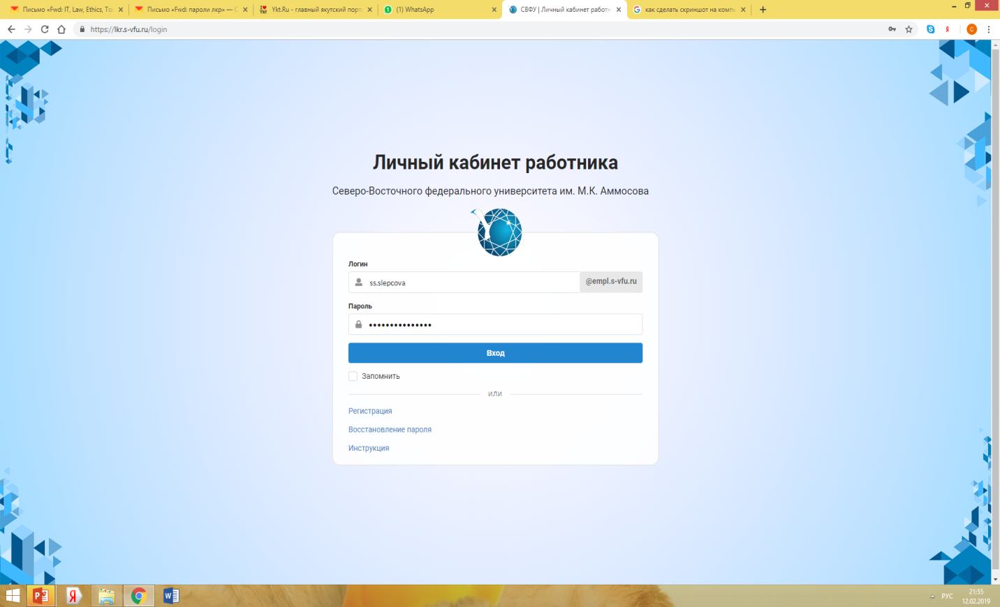 Письмо «Fwd: IT, Law, Ethics, To
Письмо «Fwd: пароли лкр» — С
Ykt.Ru - главный якутский порт
(1) WhatsApp
СВФУ | Личный кабинет работн
как сделать скриншот на компь
https://lkr.s-vfu.ru/login
Личный кабинет работника
Северо-Восточного федерального университета им. М.К. Аммосова
Логин
ss.slepcova
@empl.s-vfu.ru
Пароль
•••••••••••••••
Вход
Запомнить
ИЛИ
Регистрация
Восстановление пароля
Инструкция
РУС
21:55
12.02.2019